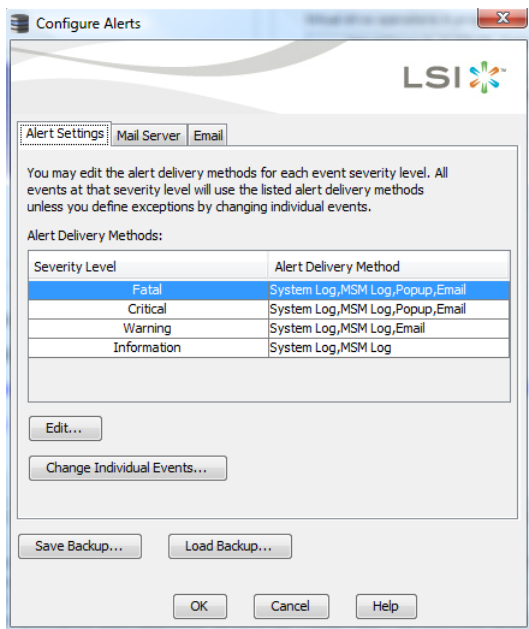 Configure Alerts
LSI
Alert Settings Mail Server Email
You may edit the alert delivery methods for each event severity level. All
events at that severity level will use the listed alert delivery methods
unless you define exceptions by changing individual events.
Alert Delivery Methods:
Severity Level Alert Delivery Method
Fatal System Log,MSM Log,Popup,Email
Critical System Log,MSM Log,Popup,Email
Warning System Log,MSM Log,Email
Information System Log,MSM Log
Edit...
Change Individual Events...
Save Backup... Load Backup...
OK Cancel Help